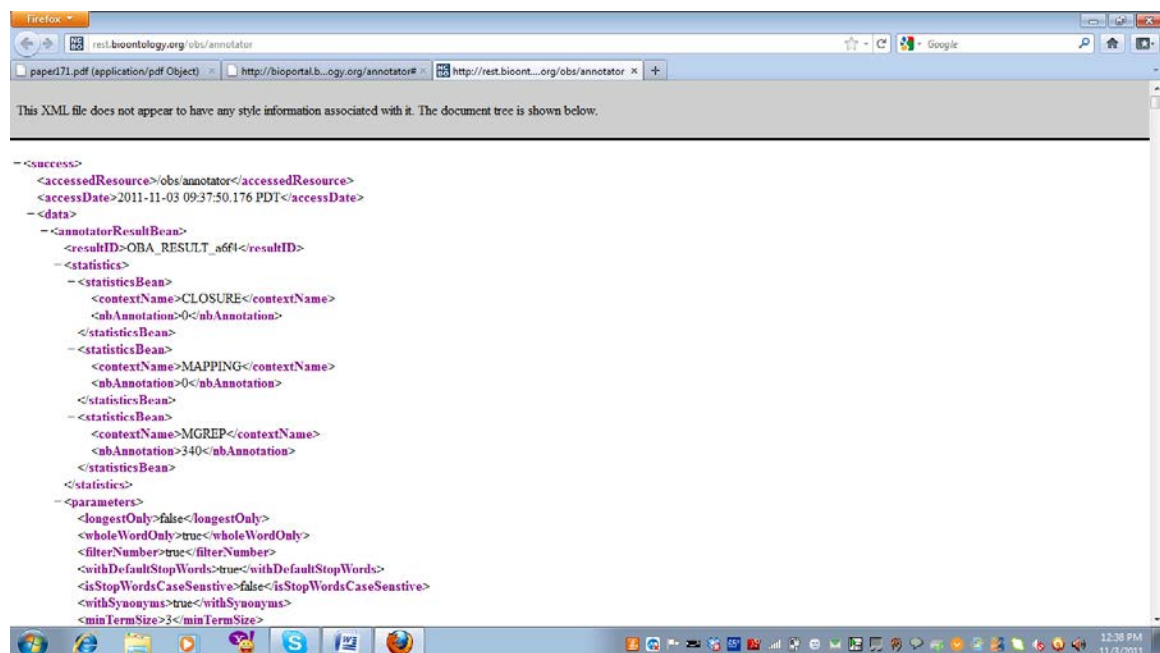 Firefox
rest.bioontology.org/obs/annotator
Google
paper171.pdf (application/pdf Object)
http://bioportal.b...ogy.org/annotator#
http://rest.bioont....org/obs/annotator
This XML file does not appear to have any style information associated with it. The document tree is shown below.
-<success>
<accessedResource>/obs/annotator</accessedResource>
<accessDate>2011-11-03 09:37:50.176 PDT</accessDate>
-<data>
-<annotatorResultBean>
<resultID>OBA_RESULT_a6f4</resultID>
-<statistics>
-<statisticsBean>
<contextName>CLOSURE</contextName>
<nbAnnotation>0</nbAnnotation>
</statisticsBean>
-<statisticsBean>
<contextName>MAPPING</contextName>
<nbAnnotation>0</nbAnnotation>
</statisticsBean>
-<statisticsBean>
<contextName>MGREP</contextName>
<nbAnnotation>340</nbAnnotation>
</statisticsBean>
</statistics>
-<parameters>
<longestOnly>false</longestOnly>
<wholeWordOnly>true</wholeWordOnly>
<filterNumber>true</filterNumber>
<withDefaultStopWords>true</withDefaultStopWords>
<isStopWordsCaseSenstive>false</isStopWordsCaseSenstive>
<withSynonyms>true</withSynonyms>
<minTermSize>3</minTermSize>
12:38 PM
11/3/2011